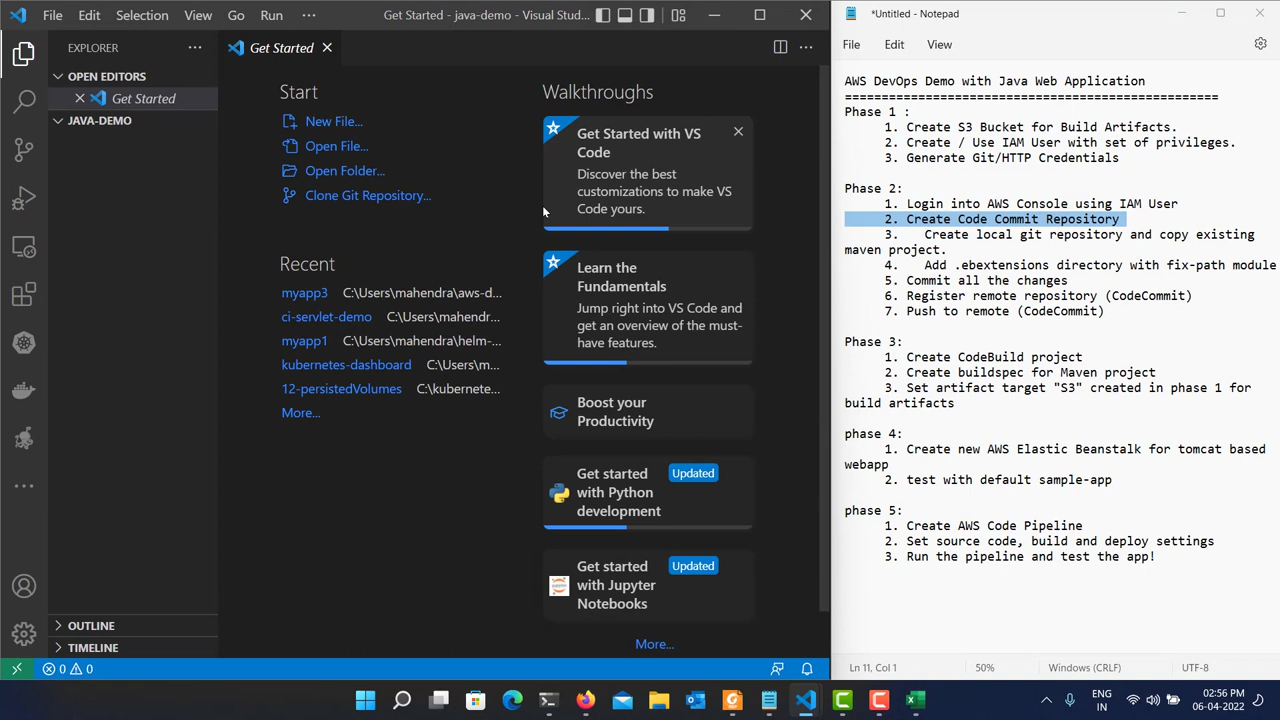 File Edit Selection View Go Run ··· Get Started - java-demo - Visual Stud...
EXPLORER ···
OPEN EDITORS
Get Started
JAVA-DEMO
OUTLINE
TIMELINE
Get Started
Start
New File...
Open File...
Open Folder...
Clone Git Repository...
Recent
myapp3 C:\Users\mahendra\aws-d...
ci-servlet-demo C:\Users\mahendr...
myapp1 C:\Users\mahendra\helm-...
kubernetes-dashboard C:\Users\m...
12-persistedVolumes C:\kubernete...
More...
Walkthroughs
Get Started with VS
Code
Discover the best
customizations to make VS
Code yours.
Learn the
Fundamentals
Jump right into VS Code and
get an overview of the must-
have features.
Boost your
Productivity
Get started Updated
with Python
development
Get started Updated
with Jupyter
Notebooks
More...
0 0
*Untitled - Notepad
File Edit View
AWS DevOps Demo with Java Web Application
===================================================
Phase 1 :
1. Create S3 Bucket for Build Artifacts.
2. Create / Use IAM User with set of privileges.
3. Generate Git/HTTP Credentials
Phase 2:
1. Login into AWS Console using IAM User
2. Create Code Commit Repository
3. Create local git repository and copy existing
maven project.
4. Add .ebextensions directory with fix-path module
5. Commit all the changes
6. Register remote repository (CodeCommit)
7. Push to remote (CodeCommit)
Phase 3:
1. Create CodeBuild project
2. Create buildspec for Maven project
3. Set artifact target "S3" created in phase 1 for
build artifacts
phase 4:
1. Create new AWS Elastic Beanstalk for tomcat based
webapp
2. test with default sample-app
phase 5:
1. Create AWS Code Pipeline
2. Set source code, build and deploy settings
3. Run the pipeline and test the app!
Ln 11, Col 1 50% Windows (CRLF) UTF-8
ENG
IN
02:56 PM
06-04-2022